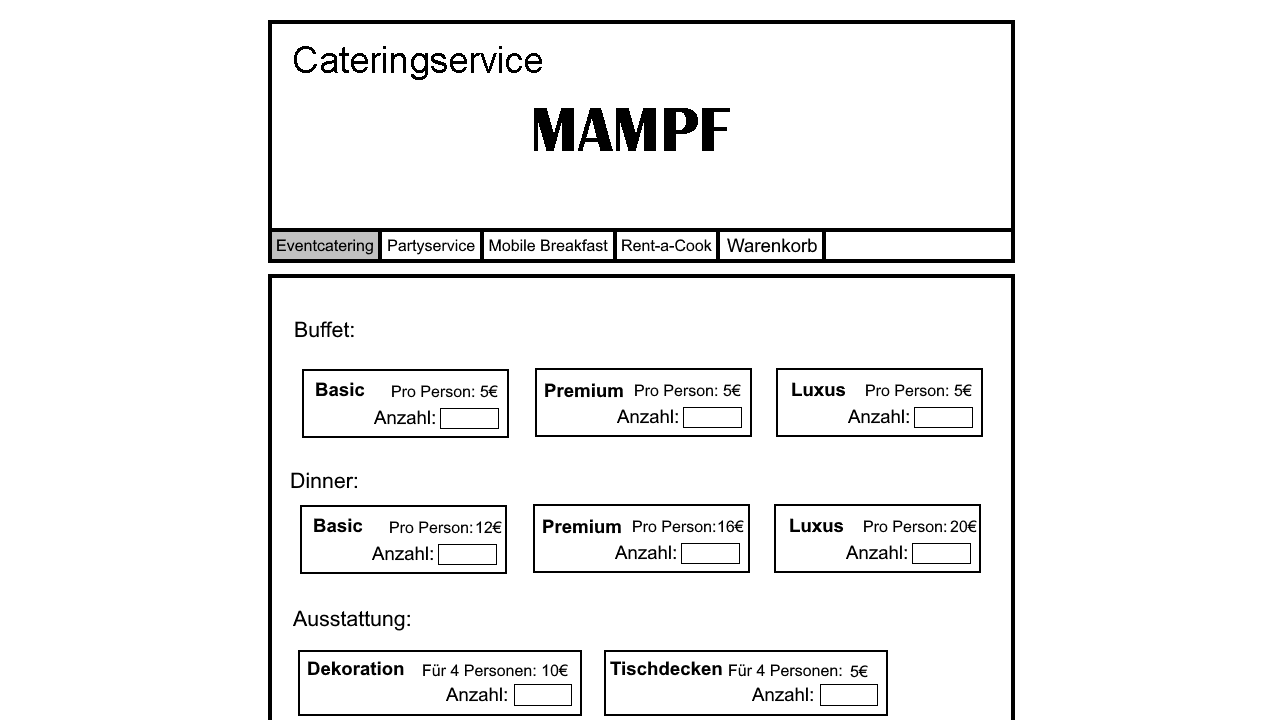 Cateringservice
MAMPF
Eventcatering Partyservice Mobile Breakfast Rent-a-Cook Warenkorb
Buffet:
Basic Pro Person: 5€
Anzahl:
Premium Pro Person: 5€
Anzahl:
Luxus Pro Person: 5€
Anzahl:
Dinner:
Basic Pro Person: 12€
Anzahl:
Premium Pro Person: 16€
Anzahl:
Luxus Pro Person: 20€
Anzahl:
Ausstattung:
Dekoration Für 4 Personen: 10€
Anzahl:
Tischdecken Für 4 Personen: 5€
Anzahl: